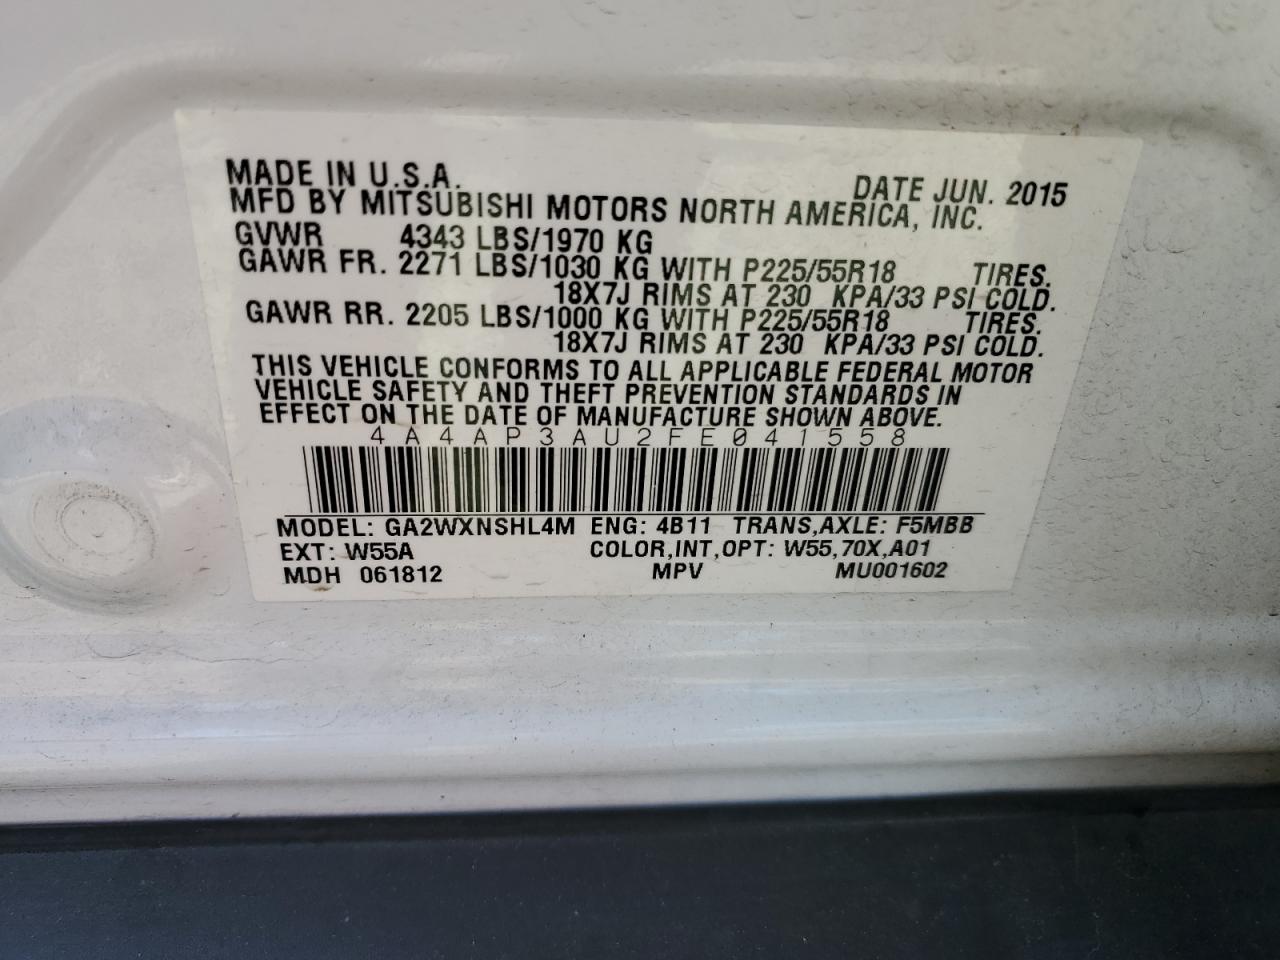 MADE IN U.S.A. DATE JUN. 2015
MFD BY MITSUBISHI MOTORS NORTH AMERICA, INC.
GVWR 4343 LBS/1970 KG
GAWR FR. 2271 LBS/1030 KG WITH P225/55R18 TIRES.
18X7J RIMS AT 230 KPA/33 PSI COLD.
GAWR RR. 2205 LBS/1000 KG WITH P225/55R18 TIRES.
18X7J RIMS AT 230 KPA/33 PSI COLD.
THIS VEHICLE CONFORMS TO ALL APPLICABLE FEDERAL MOTOR
VEHICLE SAFETY AND THEFT PREVENTION STANDARDS IN
EFFECT ON THE DATE OF MANUFACTURE SHOWN ABOVE.
4A4AP3AU2FE041558
MODEL: GA2WXNSHL4M ENG: 4B11 TRANS,AXLE: F5MBB
EXT: W55A COLOR,INT,OPT: W55,70X,A01
MDH 061812 MPV MU001602